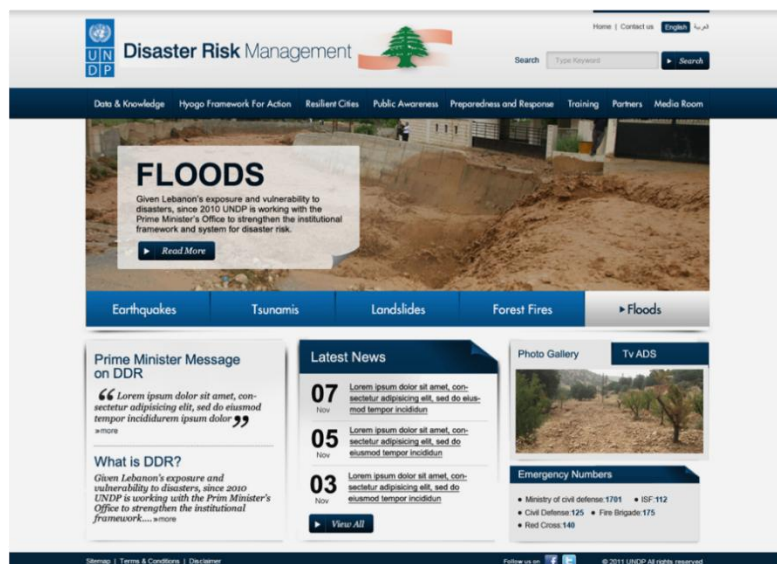 Home | Contact us English العربية
UN
DP
Disaster Risk Management
Search Type Keyword Search
Data & Knowledge Hyogo Framework For Action Resilient Cities Public Awareness Preparedness and Response Training Partners Media Room
FLOODS
Given Lebanon's exposure and vulnerability to
disasters, since 2010 UNDP is working with the
Prime Minister's Office to strengthen the institutional
framework and system for disaster risk.
Read More
Earthquakes Tsunamis Landslides Forest Fires Floods
Prime Minister Message
on DDR
“ Lorem ipsum dolor sit amet, con-
sectetur adipisicing elit, sed do eiusmod
tempor incididurem ipsum dolor ”
»more
What is DDR?
Given Lebanon's exposure and
vulnerability to disasters, since 2010
UNDP is working with the Prim Minister's
Office to strengthen the institutional
framework.... »more
Latest News
07 Nov
Lorem ipsum dolor sit amet, con-
sectetur adipisicing elit, sed do eius-
mod tempor incididun
05 Nov
Lorem ipsum dolor sit amet, con-
sectetur adipisicing elit, sed do
eiusmod tempor incididun
03 Nov
Lorem ipsum dolor sit amet, con-
sectetur adipisicing elit, sed do
eiusmod tempor incididun
View All
Photo Gallery Tv ADS
Emergency Numbers
• Ministry of civil defense:1701 • ISF:112
• Civil Defense:125 • Fire Brigade:175
• Red Cross:140
Sitemap | Terms & Conditions | Disclaimer Follow us on © 2011 UNDP All rights reserved